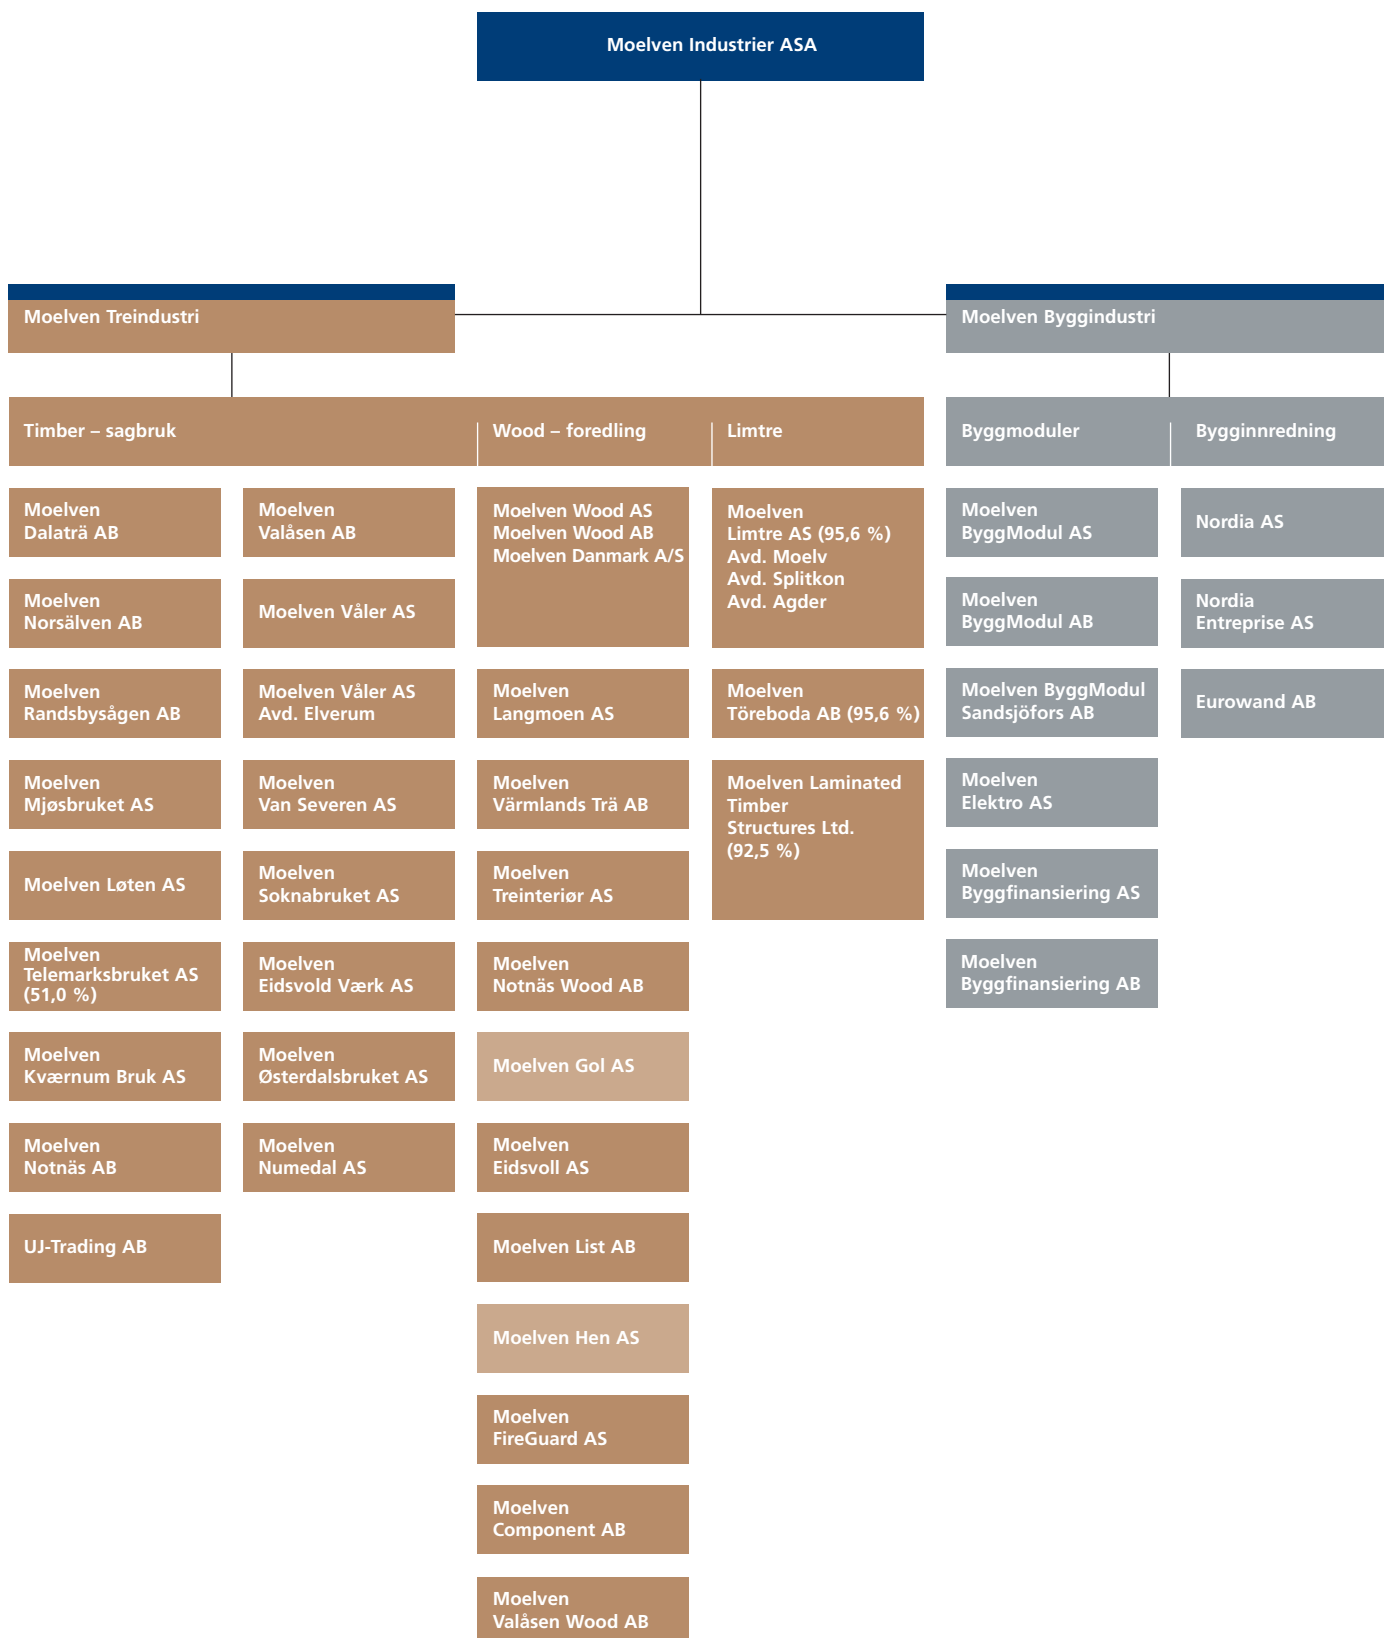 Moelven Industrier ASA
Moelven Treindustri
Moelven Byggindustri
Timber – sagbruk
Wood – foredling
Limtre
Byggmoduler
Bygginnredning
Moelven
Dalaträ AB
Moelven
Norsälven AB
Moelven
Randsbysågen AB
Moelven
Mjøsbruket AS
Moelven Løten AS
Moelven
Telemarksbruket AS
(51,0 %)
Moelven
Kværnum Bruk AS
Moelven
Notnäs AB
UJ-Trading AB
Moelven
Valåsen AB
Moelven Våler AS
Moelven Våler AS
Avd. Elverum
Moelven
Van Severen AS
Moelven
Soknabruket AS
Moelven
Eidsvold Værk AS
Moelven
Østerdalsbruket AS
Moelven
Numedal AS
Moelven Wood AS
Moelven Wood AB
Moelven Danmark A/S
Moelven
Langmoen AS
Moelven
Värmlands Trä AB
Moelven
Treinteriør AS
Moelven
Notnäs Wood AB
Moelven Gol AS
Moelven
Eidsvoll AS
Moelven List AB
Moelven Hen AS
Moelven
FireGuard AS
Moelven
Component AB
Moelven
Valåsen Wood AB
Moelven
Limtre AS (95,6 %)
Avd. Moelv
Avd. Splitkon
Avd. Agder
Moelven
Töreboda AB (95,6 %)
Moelven Laminated
Timber
Structures Ltd.
(92,5 %)
Moelven
ByggModul AS
Moelven
ByggModul AB
Moelven ByggModul
Sandsjöfors AB
Moelven
Elektro AS
Moelven
Byggfinansiering AS
Moelven
Byggfinansiering AB
Nordia AS
Nordia
Entreprise AS
Eurowand AB